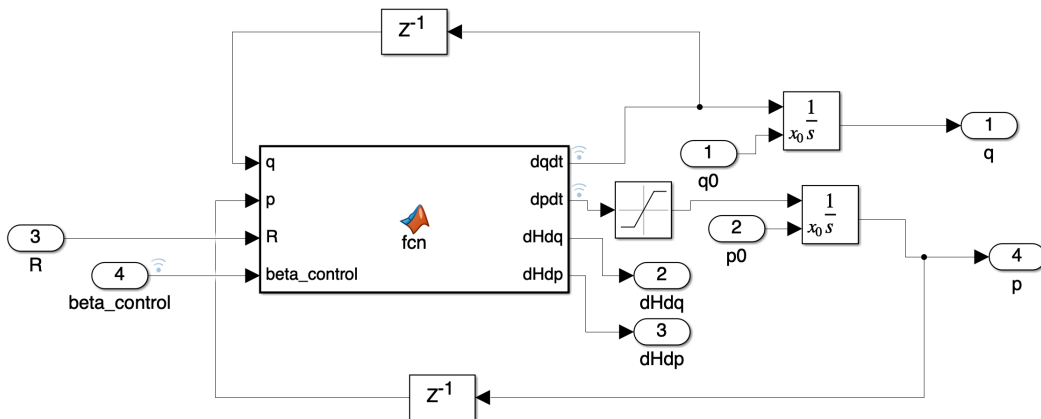 Z-1
1
x0 s
1
q
1
q0
q
p
R
beta_control
dqdt
dpdt
dHdq
dHdp
fcn
1
x0 s
2
p0
3
R
4
beta_control
2
dHdq
3
dHdp
4
p
Z-1